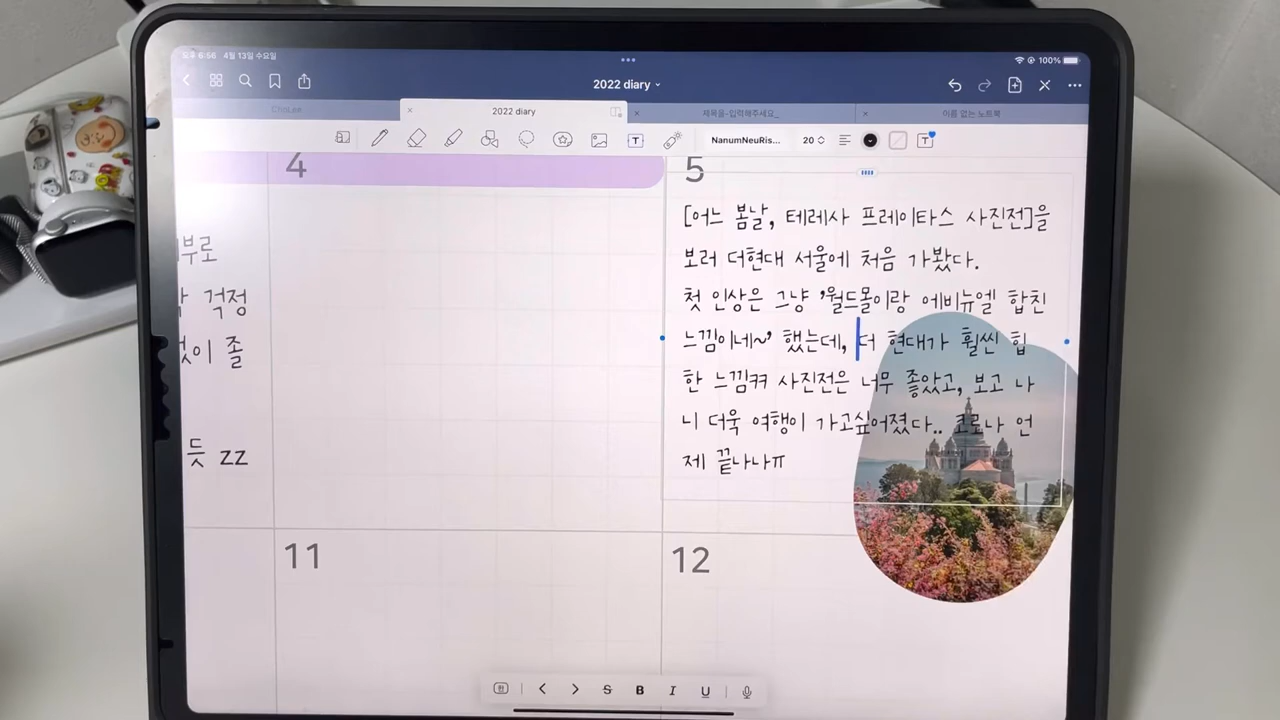 오후 6:56 4월 13일 수요일
100%
2022 diary
2022 diary
제목을-입력해주세요_
이름 없는 노트북
NanumNeuRis...
20
4
5
[어느 봄날, 테레사 프레이타스 사진전]을
보러 더현대 서울에 처음 가봤다.
첫 인상은 그냥 '월드몰이랑 에비뉴엘 합친
느낌이네~' 했는데, 더 현대가 훨씬 힙
한 느낌ㅋㅋ 사진전은 너무 좋았고, 보고 나
니 더욱 여행이 가고싶어졌다.. 코로나 언
제 끝나나ㅠ
부로
걱정
이 졸
듯 zz
11
12
S B I U